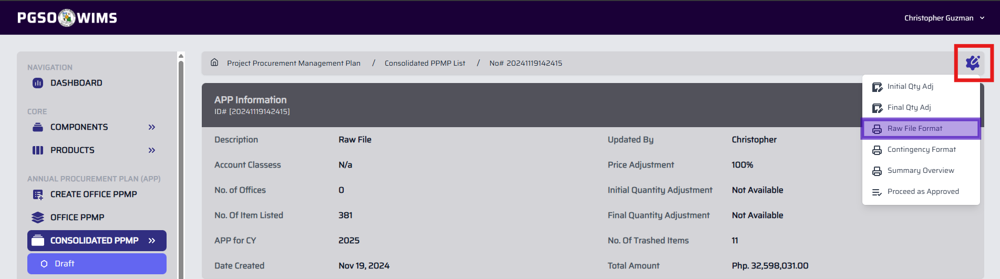 PGSO WIMS
Christopher Guzman
NAVIGATION
DASHBOARD
CORE
COMPONENTS
PRODUCTS
ANNUAL PROCUREMENT PLAN (APP)
CREATE OFFICE PPMP
OFFICE PPMP
CONSOLIDATED PPMP
Draft
Project Procurement Management Plan / Consolidated PPMP List / No# 20241119142415
APP Information
ID# [20241119142415]
Description Raw File
Account Classess N/a
No. of Offices 0
No. Of Item Listed 381
APP for CY 2025
Date Created Nov 19, 2024
Updated By Christopher
Price Adjustment 100%
Initial Quantity Adjustment Not Available
Final Quantity Adjustment Not Available
No. Of Trashed Items 11
Total Amount Php. 32,598,031.00
Initial Qty Adj
Final Qty Adj
Raw File Format
Contingency Format
Summary Overview
Proceed as Approved